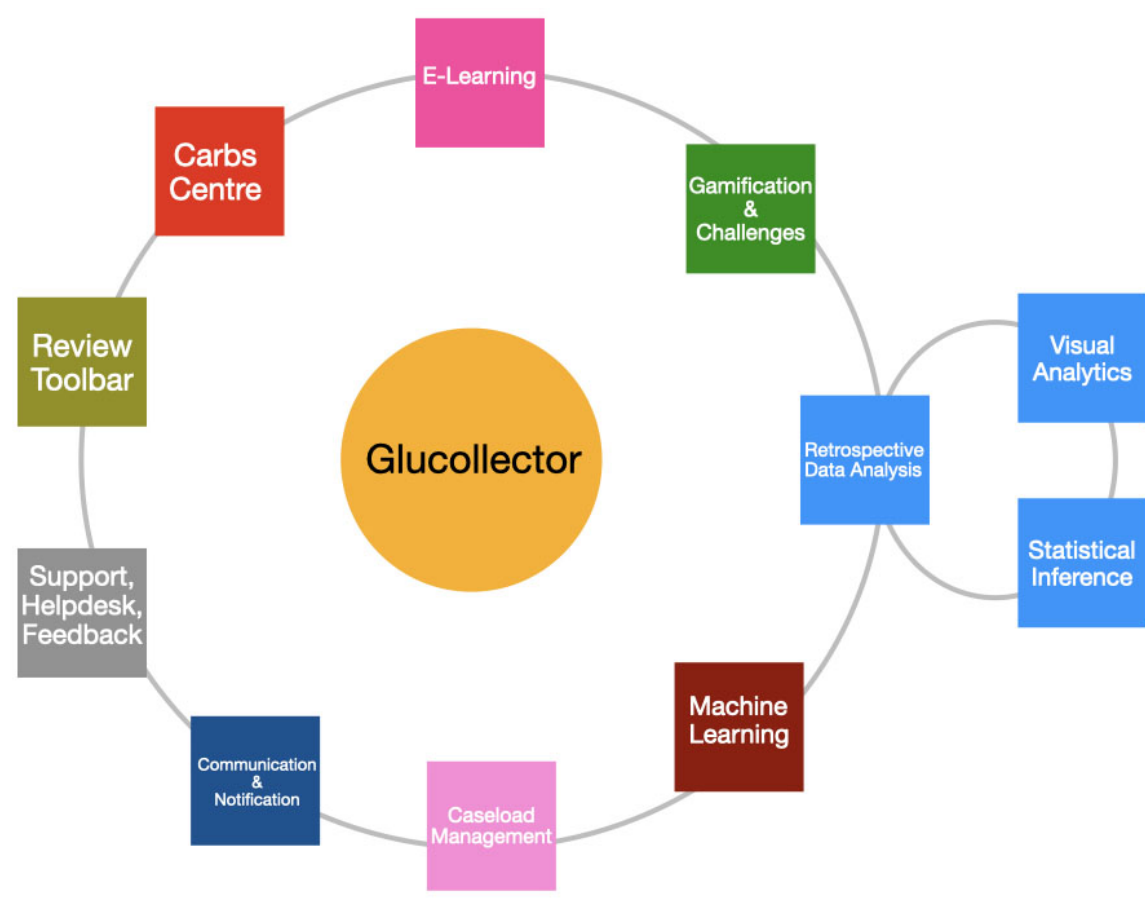 E-Learning
Carbs
Centre
Gamification
&
Challenges
Review
Toolbar
Visual
Analytics
Glucollector
Retrospective
Data Analysis
Support,
Helpdesk,
Feedback
Statistical
Inference
Machine
Learning
Communication
&
Notification
Caseload
Management